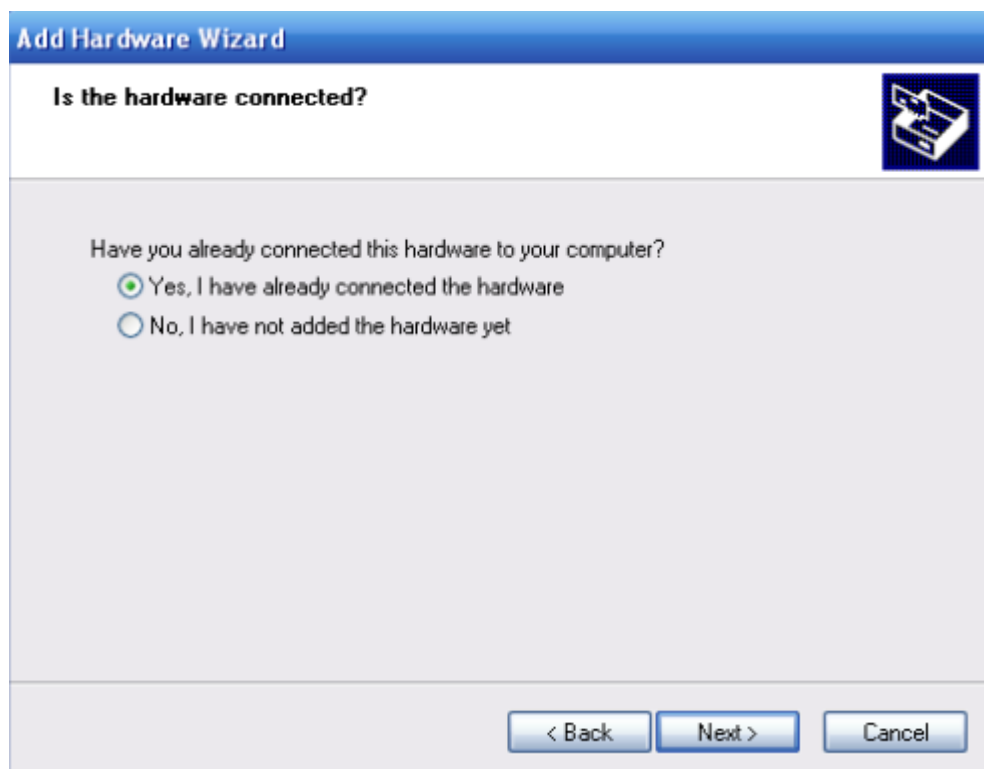 Add Hardware Wizard
Is the hardware connected?
Have you already connected this hardware to your computer?
Yes, I have already connected the hardware
No, I have not added the hardware yet
< Back Next > Cancel